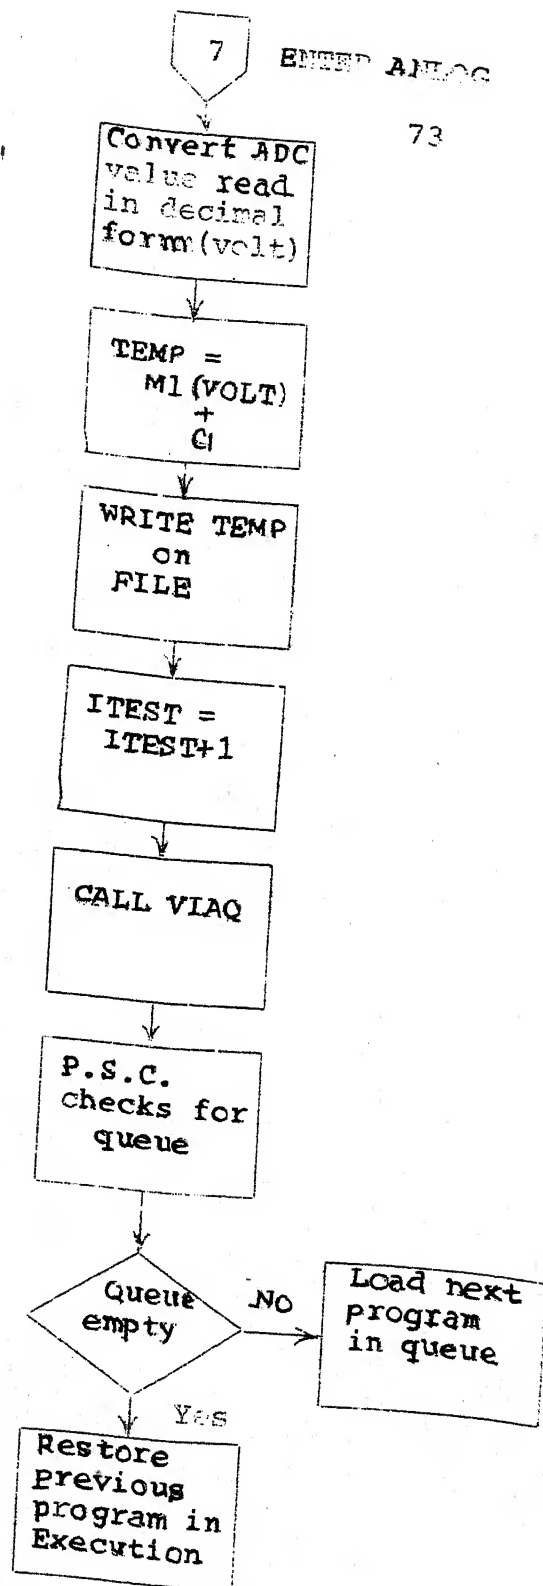 7
ENTER ANLOG
73
Convert ADC
value read
in decimal
form(volt)
TEMP =
M1(VOLT)
+
C1
WRITE TEMP
on
FILE
ITEST =
ITEST+1
CALL VIAQ
P.S.C.
checks for
queue
Queue
empty
NO
Load next
program
in queue
Yes
Restore
previous
program in
Execution